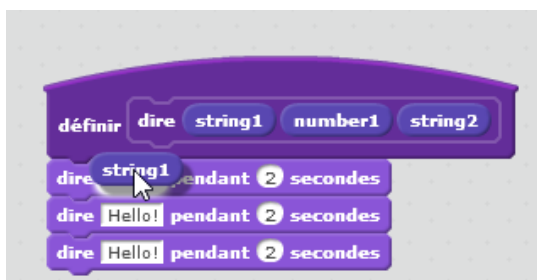 définir dire string1 number1 string2
dire string1 pendant 2 secondes
dire Hello! pendant 2 secondes
dire Hello! pendant 2 secondes